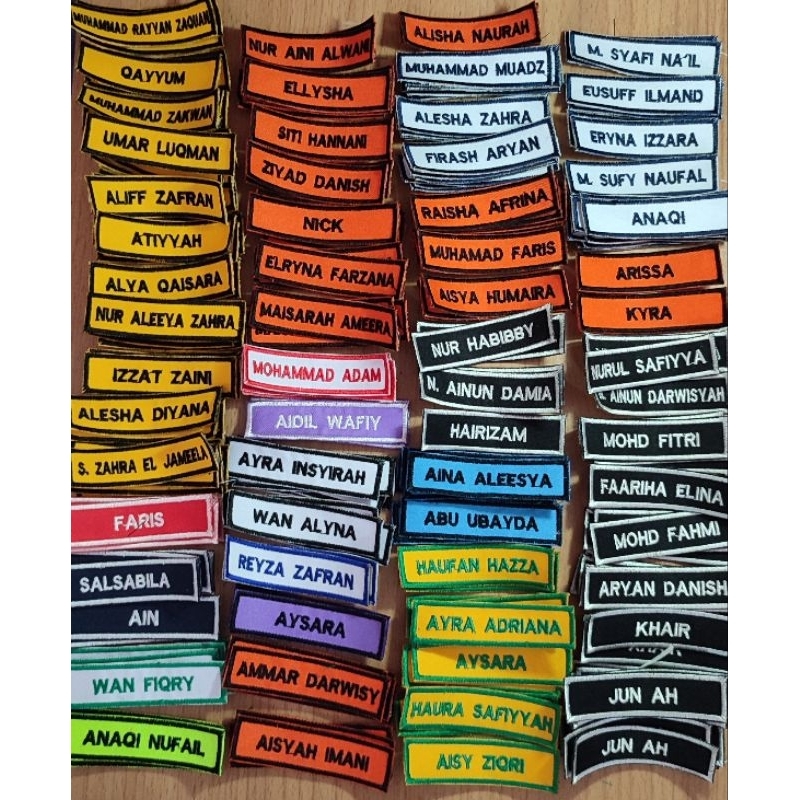 MUHAMMAD RAYYAN ZAQUAN
QAYYUM
MUHAMMAD ZAKWAN
UMAR LUQMAN
ALIFF ZAFRAN
ATIYYAH
ALYA QAISARA
NUR ALEEYA ZAHRA
IZZAT ZAINI
ALESHA DIYANA
S. ZAHRA EL JAMEELA
FARIS
SALSABILA
AIN
WAN FIQRY
ANAQI NUFAIL
NUR AINI ALWANI
ELLYSHA
SITI HANNANI
ZIYAD DANISH
NICK
ELRYNA FARZANA
MAISARAH AMEERA
MOHAMMAD ADAM
AIDIL WAFIY
AYRA INSYIRAH
WAN ALYNA
REYZA ZAFRAN
AYSARA
AMMAR DARWISY
AISYAH IMANI
ALISHA NAURAH
MUHAMMAD MUADZ
ALESHA ZAHRA
FIRASH ARYAN
RAISHA AFRINA
MUHAMAD FARIS
AISYA HUMAIRA
NUR HABIBBY
N. AINUN DAMIA
HAIRIZAM
AINA ALEESYA
ABU UBAYDA
HAUFAN HAZZA
AYRA ADRIANA
AYSARA
HAURA SAFIYYAH
AISY ZIQRI
M. SYAFI NA'IL
EUSUFF ILMAND
ERYNA IZZARA
M. SUFY NAUFAL
ANAQI
ARISSA
KYRA
NURUL SAFIYYA
AINUN DARWISYAH
MOHD FITRI
FAARIHA ELINA
MOHD FAHMI
ARYAN DANISH
KHAIR
JUN AH
JUN AH